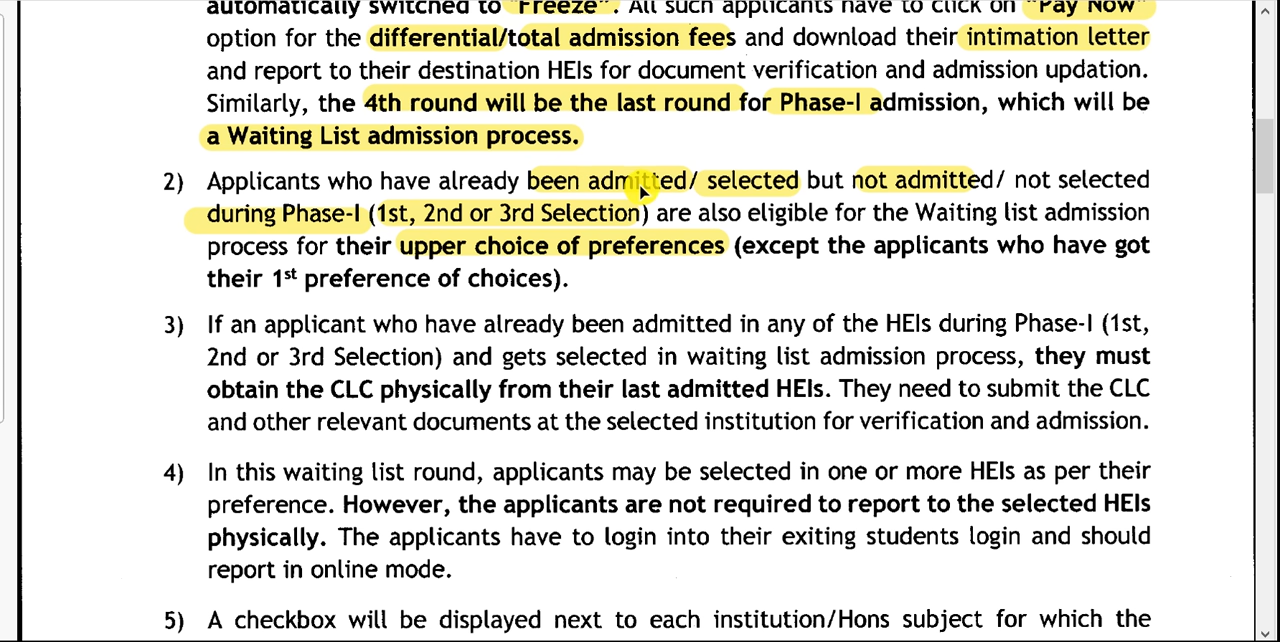 automatically switched to "Freeze". All such applicants have to click on "Pay Now"
option for the differential/total admission fees and download their intimation letter
and report to their destination HEIs for document verification and admission updation.
Similarly, the 4th round will be the last round for Phase-I admission, which will be
a Waiting List admission process.
2) Applicants who have already been admitted/ selected but not admitted/ not selected
during Phase-I (1st, 2nd or 3rd Selection) are also eligible for the Waiting list admission
process for their upper choice of preferences (except the applicants who have got
their 1st preference of choices).
3) If an applicant who have already been admitted in any of the HEIs during Phase-I (1st,
2nd or 3rd Selection) and gets selected in waiting list admission process, they must
obtain the CLC physically from their last admitted HEIs. They need to submit the CLC
and other relevant documents at the selected institution for verification and admission.
4) In this waiting list round, applicants may be selected in one or more HEIs as per their
preference. However, the applicants are not required to report to the selected HEIs
physically. The applicants have to login into their exiting students login and should
report in online mode.
5) A checkbox will be displayed next to each institution/Hons subject for which the